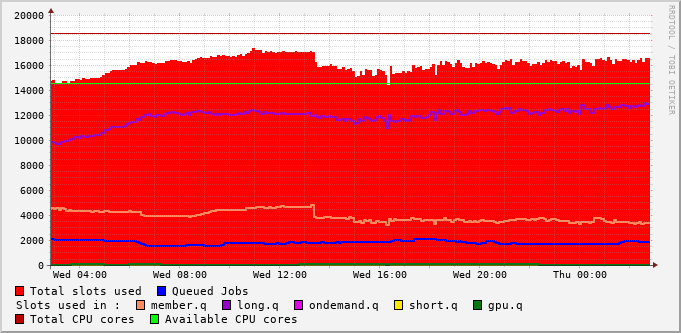 20000
18000
16000
14000
12000
10000
8000
6000
4000
2000
0
Wed 04:00 Wed 08:00 Wed 12:00 Wed 16:00 Wed 20:00 Thu 00:00
RRDTOOL / TOBI OETIKER
Total slots used Queued Jobs
Slots used in : member.q long.q ondemand.q short.q gpu.q
Total CPU cores Available CPU cores